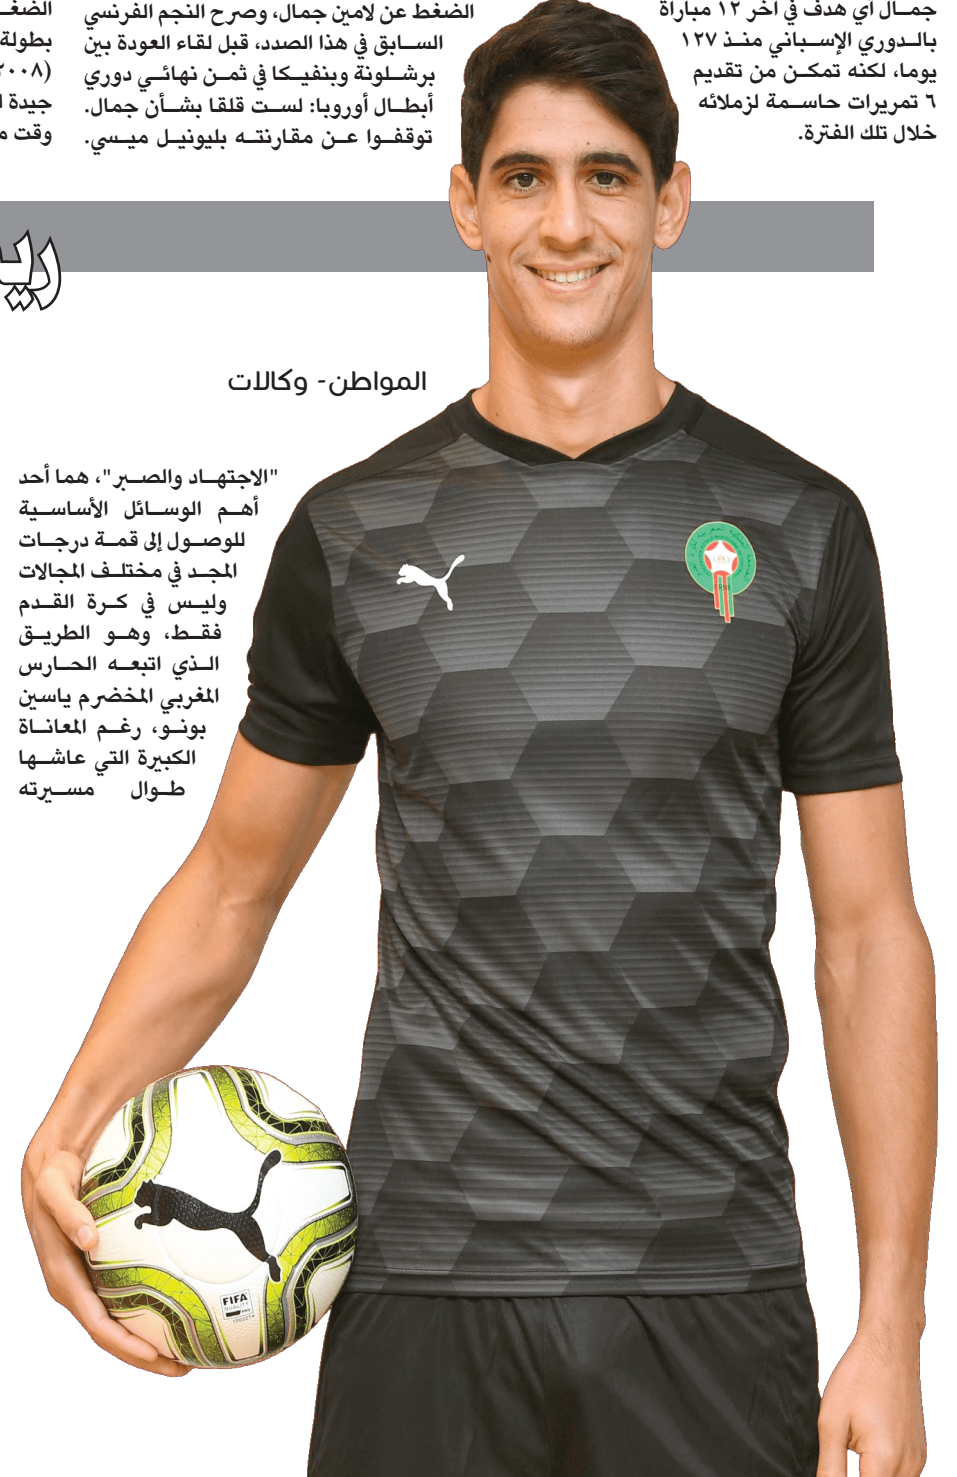 جمال أي هدف في آخر ١٢ مباراة
بالدوري الإسباني منذ ١٢٧
يوما، لكنه تمكن من تقديم
٦ تمريرات حاسمة لزملائه
خلال تلك الفترة.
الضغط عن لامين جمال، وصرح النجم الفرنسي
السابق في هذا الصدد، قبل لقاء العودة بين
برشلونة وبنفيكا في ثمن نهائي دوري
أبطال أوروبا: لست قلقا بشأن جمال.
توقفوا عن مقارنته بليونيل ميسي.
بطولة
جيدة
وقت
المواطن- وكالات
"الاجتهاد والصبر"، هما أحد
أهم الوسائل الأساسية
للوصول إلى قمة درجات
المجد في مختلف المجالات
وليس في كرة القدم
فقط، وهو الطريق
الذي اتبعه الحارس
المغربي المخضرم ياسين
بونو، رغم المعاناة
الكبيرة التي عاشها
طوال مسيرته
FIFA
QUALITY
PRO